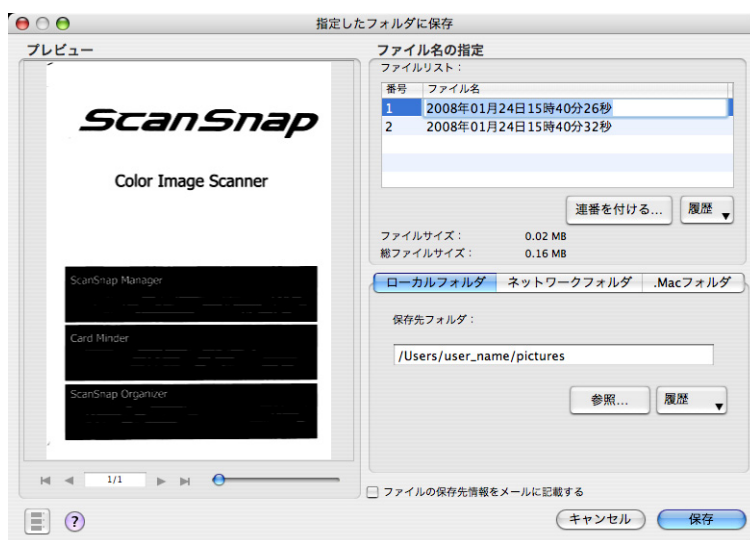 指定したフォルダに保存
プレビュー
ScanSnap
Color Image Scanner
ScanSnap Manager
Card Minder
ScanSnap Organizer
1/1
?
ファイル名の指定
ファイルリスト：
番号 ファイル名
1 2008年01月24日15時40分26秒
2 2008年01月24日15時40分32秒
連番を付ける... 履歴
ファイルサイズ： 0.02 MB
総ファイルサイズ： 0.16 MB
ローカルフォルダ ネットワークフォルダ .Macフォルダ
保存先フォルダ：
/Users/user_name/pictures
参照... 履歴
ファイルの保存先情報をメールに記載する
キャンセル 保存